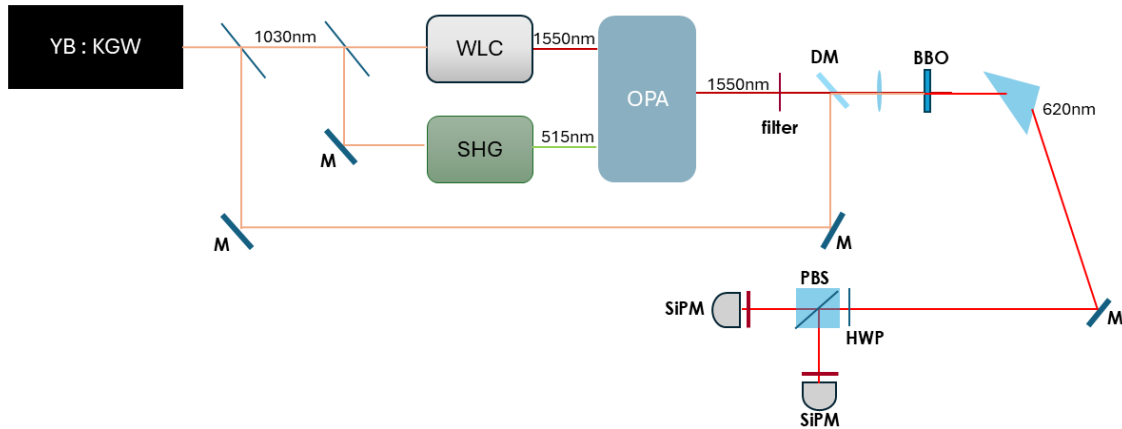 YB : KGW
1030nm
WLC
1550nm
OPA
1550nm
filter
DM
BBO
620nm
M
SHG
515nm
M
M
SiPM
PBS
HWP
M
SiPM